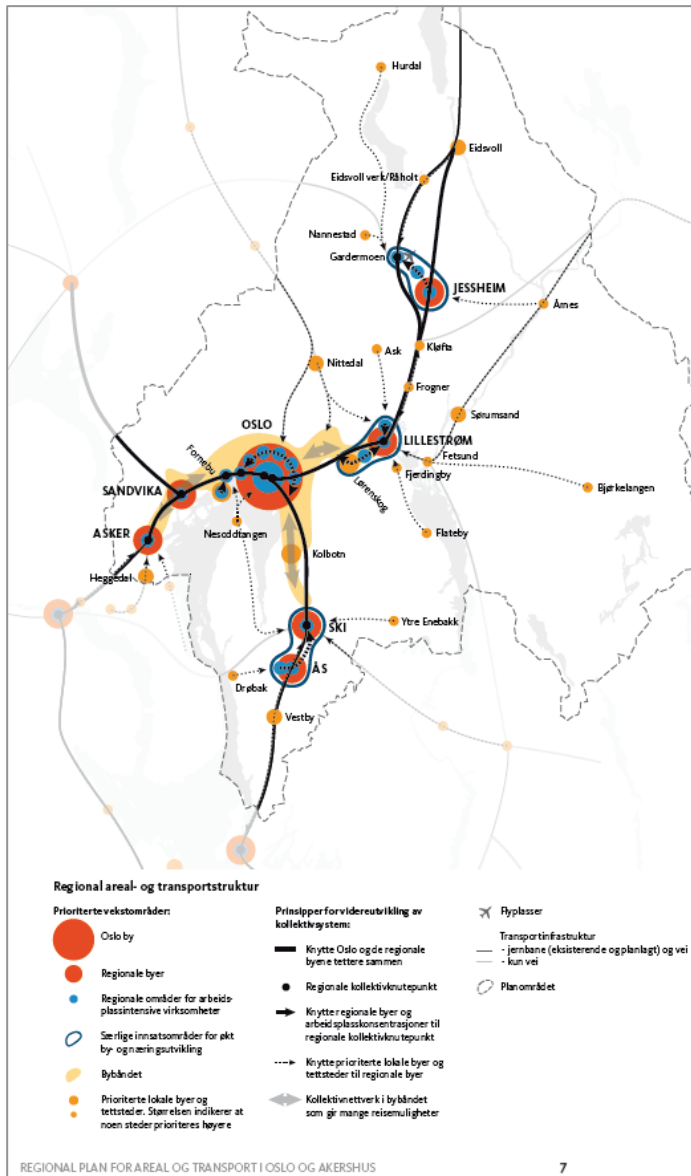 Hurdal
Eidsvoll
Eidsvoll verk/Råholt
Nannestad
Gardermoen
JESSHEIM
Årnes
Kløfta
Ask
Nittedal
Frogner
Sørumsand
OSLO
LILLESTRØM
Fetsund
Fornebu
Lørenskog
Fjerdingby
Bjørkelangen
SANDVIKA
Nesoddtangen
Flateby
ASKER
Kolbotn
Heggedal
SKI
Ytre Enebakk
ÅS
Drøbak
Vestby
Regional areal- og transportstruktur
Prioriterte vekstområder:
Oslo by
Regionale byer
Regionale områder for arbeids-
plassintensive virksomheter
Særlige innsatsområder for økt
by- og næringsutvikling
Bybåndet
Prioriterte lokale byer og
tettsteder. Størrelsen indikerer at
noen steder prioriteres høyere
Prinsipper for videreutvikling av
kollektivsystem:
Knytte Oslo og de regionale
byene tettere sammen
Regionale kollektivknutepunkt
Knytte regionale byer og
arbeidsplasskonsentrasjoner til
regionale kollektivknutepunkt
Knytte prioriterte lokale byer og
tettsteder til regionale byer
Kollektivnettverk i bybåndet
som gir mange reisemuligheter
Flyplasser
Transportinfrastruktur
- jernbane (eksisterende og planlagt) og vei
- kun vei
Planområdet
REGIONAL PLAN FOR AREAL OG TRANSPORT I OSLO OG AKERSHUS 7